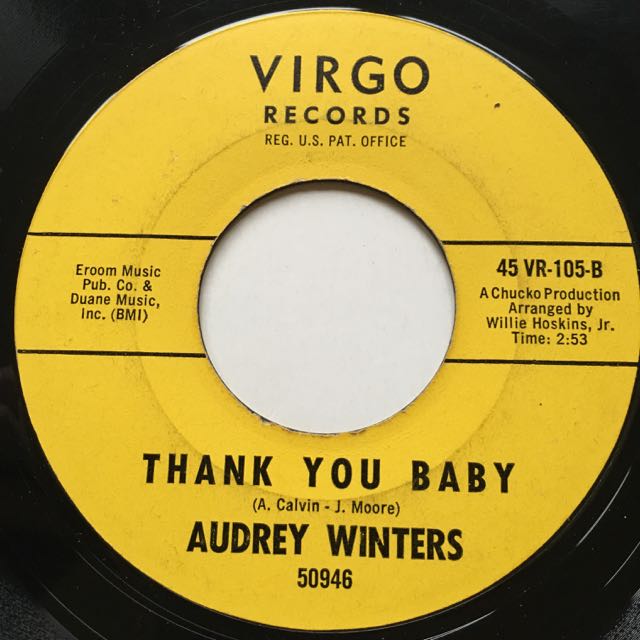 VIRGO
RECORDS
REG. U.S. PAT. OFFICE
Eroom Music
Pub. Co. &
Duane Music,
Inc. (BMI)
45 VR-105-B
A Chucko Production
Arranged by
Willie Hoskins, Jr.
Time: 2:53
THANK YOU BABY
(A. Calvin - J. Moore)
AUDREY WINTERS
50946